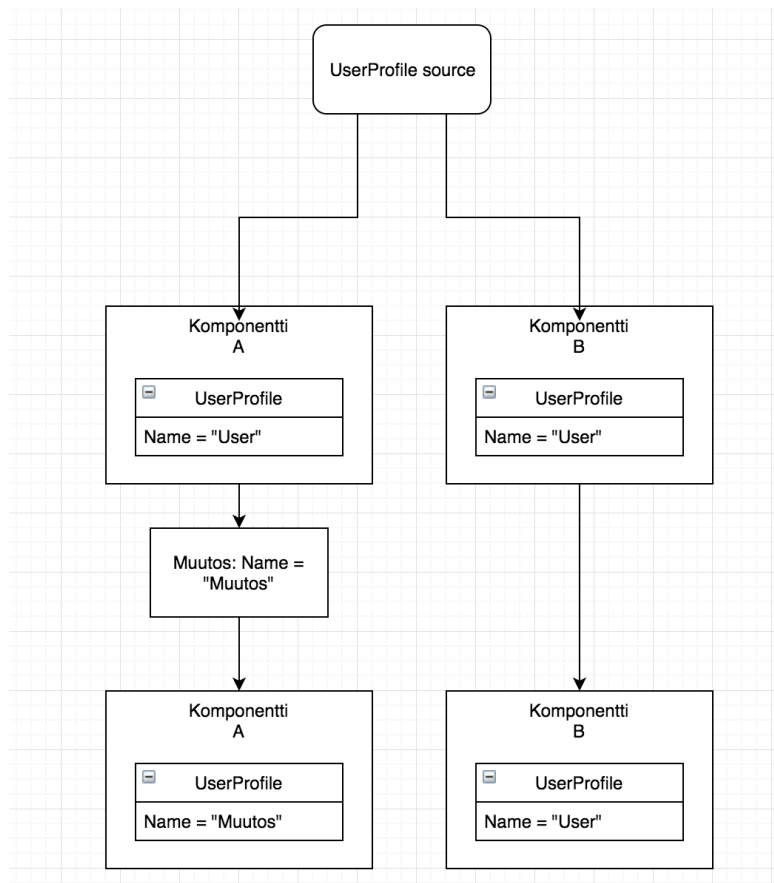 UserProfile source
Komponentti
A
UserProfile
Name = "User"
Komponentti
B
UserProfile
Name = "User"
Muutos: Name =
"Muutos"
Komponentti
A
UserProfile
Name = "Muutos"
Komponentti
B
UserProfile
Name = "User"